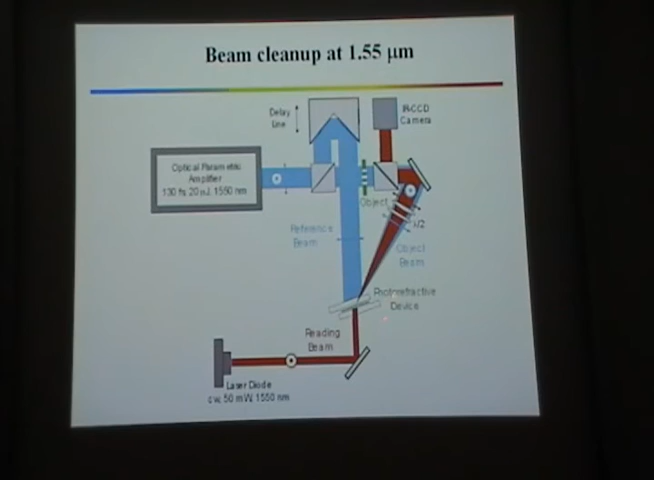 Beam cleanup at 1.55 μm
Delay
Line
IR-CCD
Camera
Optical Parametric
Amplifier
130 fs, 20 nJ, 1550 nm
Object
λ/2
Reference
Beam
Object
Beam
Photorefractive
Device
Reading
Beam
Laser Diode
cw, 50 mW, 1550 nm